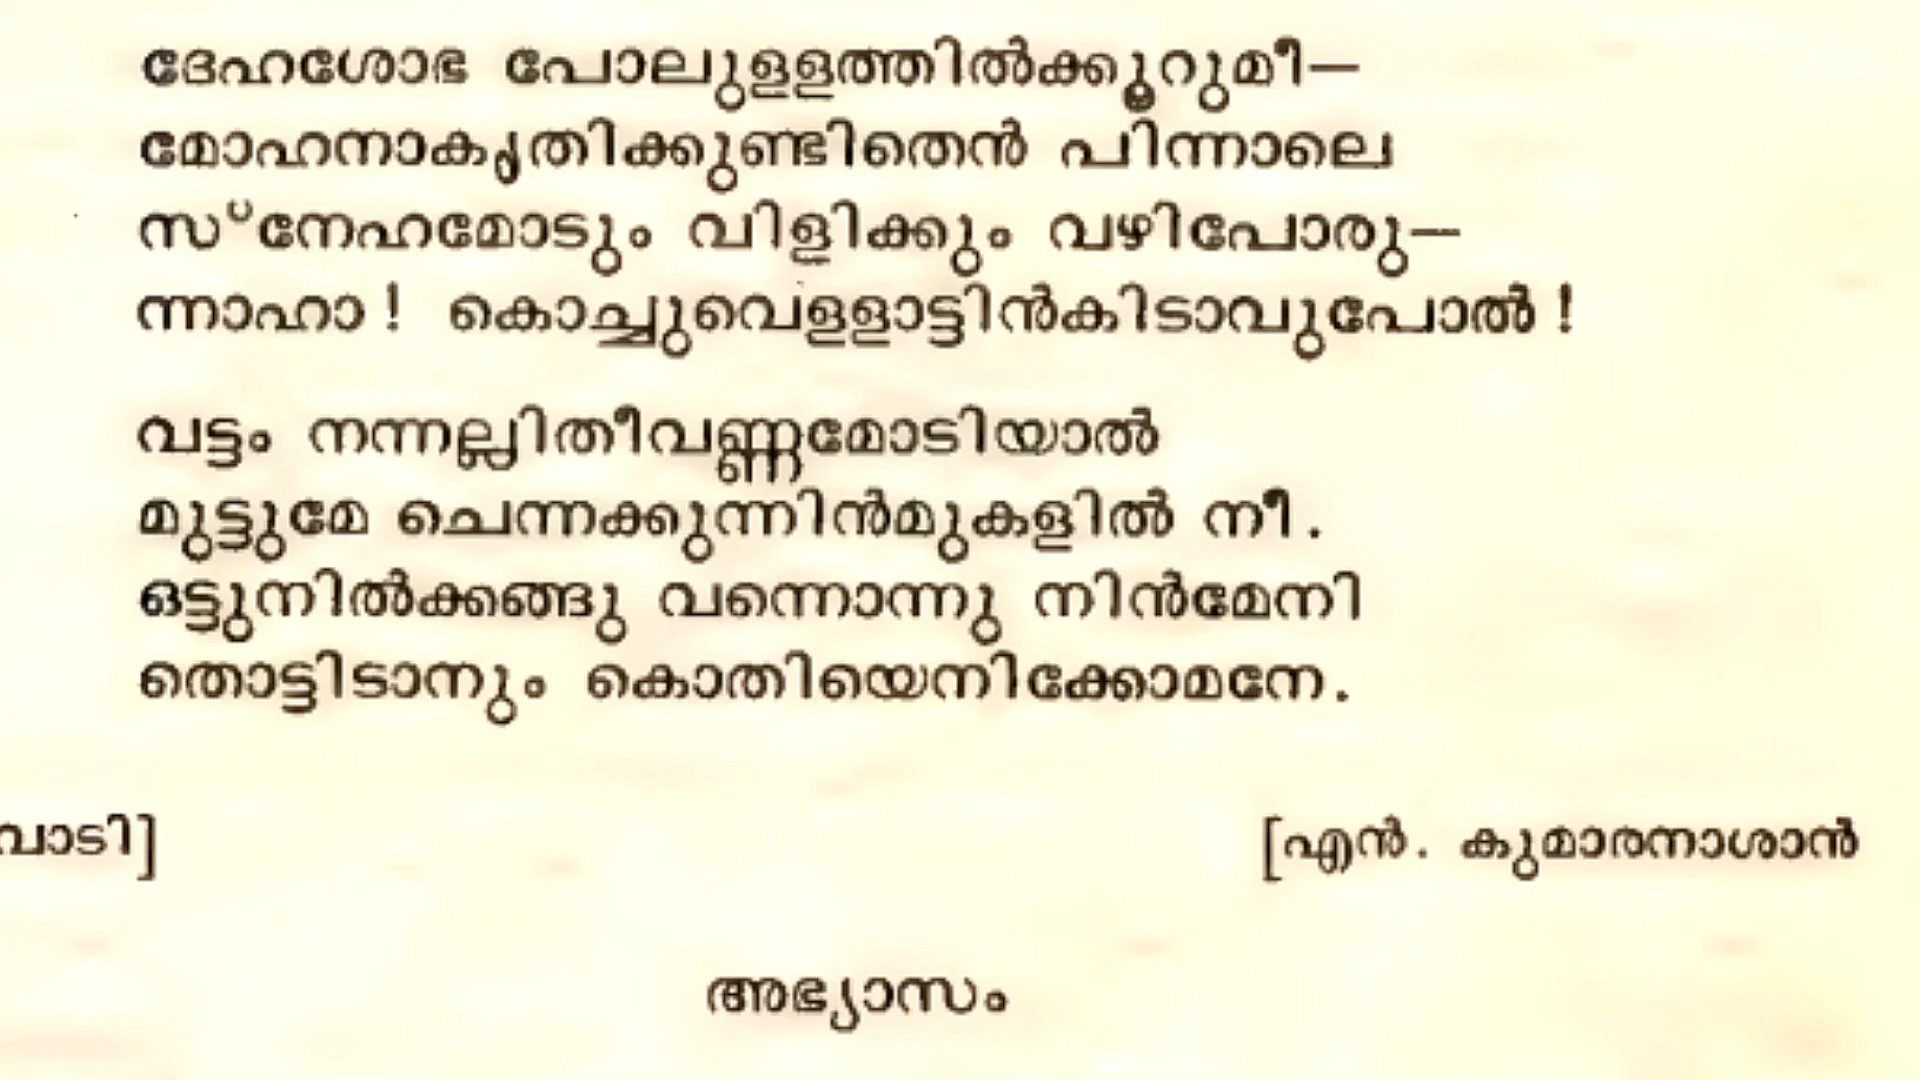 ദേഹശോഭ പോലുള്ളത്തിൽക്കൂറുമീ—
മോഹനാകൃതിക്കുണ്ടിതെൻ പിന്നാലെ
സ്നേഹമോടും വിളിക്കും വഴിപോരു—
ന്നാഹാ! കൊച്ചുവെള്ളാട്ടിൻകിടാവുപോൽ!
വട്ടം നന്നല്ലിതീവണ്ണമോടിയാൽ
മുട്ടുമേ ചെന്നക്കുന്നിൻമുകളിൽ നീ.
ഒട്ടുനിൽക്കങ്ങു വന്നൊന്നു നിൻമേനി
തൊട്ടിടാനും കൊതിയെനിക്കോമനേ.
വാടി] [എൻ. കുമാരനാശാൻ
അഭ്യാസം